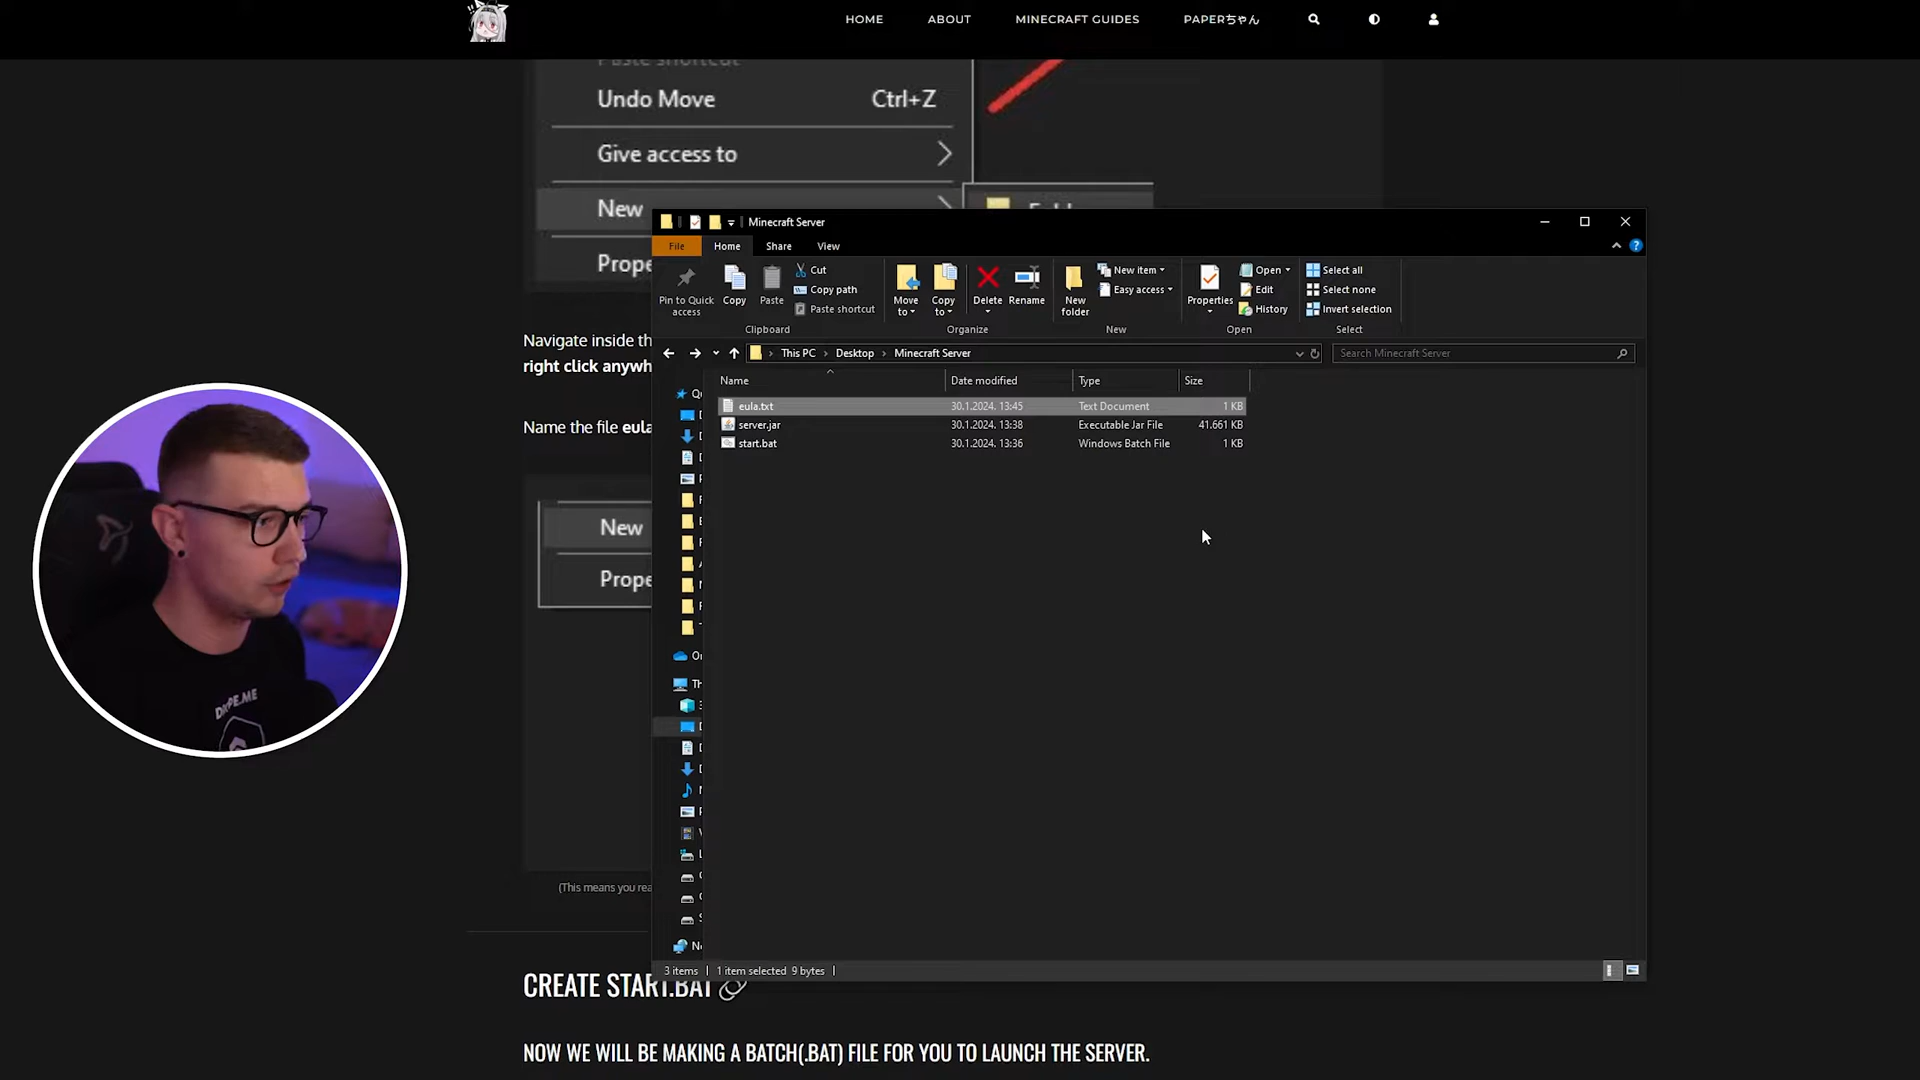 HOME ABOUT MINECRAFT GUIDES PAPERちゃん
Undo Move Ctrl+Z
Give access to
New
Minecraft Server
File Home Share View
Pin to Quick access
Copy
Paste
Cut
Copy path
Paste shortcut
Clipboard
Move to
Copy to
Delete
Rename
Organize
New folder
New item
Easy access
New
Properties
Open
Edit
History
Open
Select all
Select none
Invert selection
Select
This PC Desktop Minecraft Server
Search Minecraft Server
Name Date modified Type Size
eula.txt 30.1.2024. 13:45 Text Document 1 KB
server.jar 30.1.2024. 13:38 Executable Jar File 41.661 KB
start.bat 30.1.2024. 13:36 Windows Batch File 1 KB
3 items 1 item selected 9 bytes
Navigate inside th
right click anywh
Name the file eula
New
Prope
(This means you rea
CREATE START.BAT
NOW WE WILL BE MAKING A BATCH(.BAT) FILE FOR YOU TO LAUNCH THE SERVER.